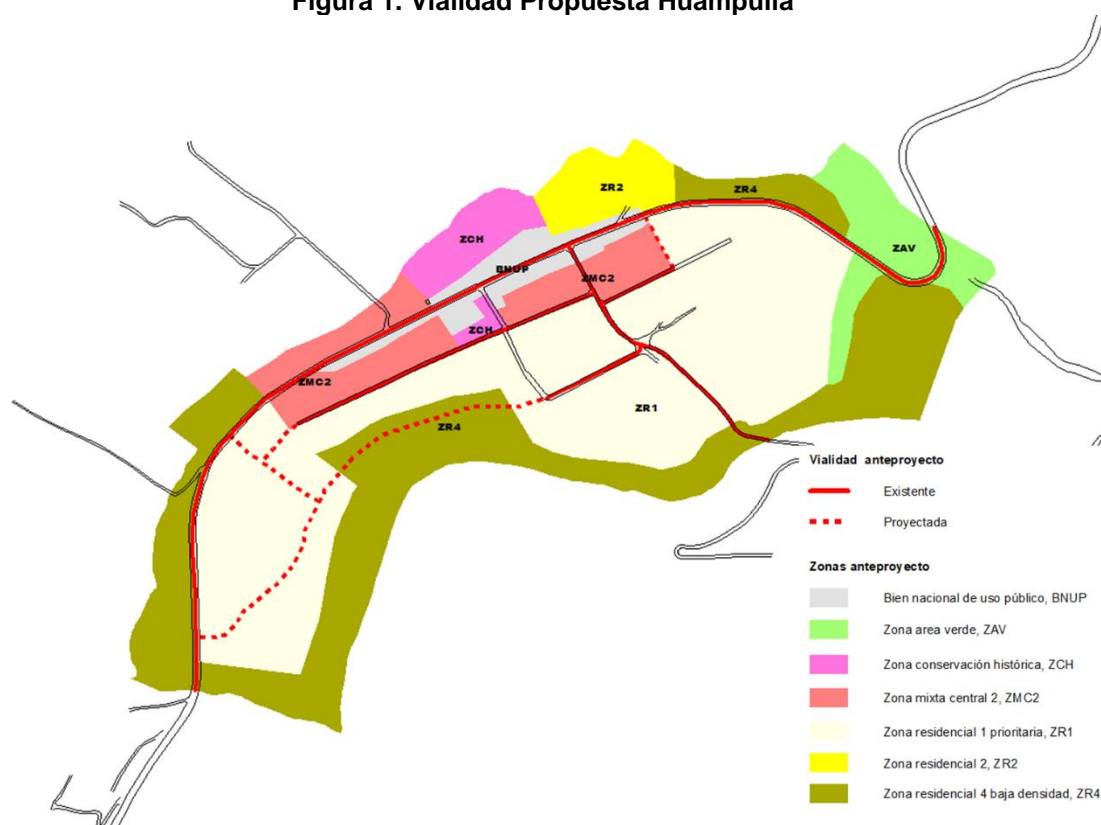 Figura 1. Vialidad Propuesta Huampulla
ZR2
ZR4
ZCH
ZAV
BNUP
ZMC2
ZCH
ZMC2
ZR1
ZR4
Vialidad anteproyecto
Existente
Proyectada
Zonas anteproyecto
Bien nacional de uso público, BNUP
Zona area verde, ZAV
Zona conservación histórica, ZCH
Zona mixta central 2, ZMC2
Zona residencial 1 prioritaria, ZR1
Zona residencial 2, ZR2
Zona residencial 4 baja densidad, ZR4